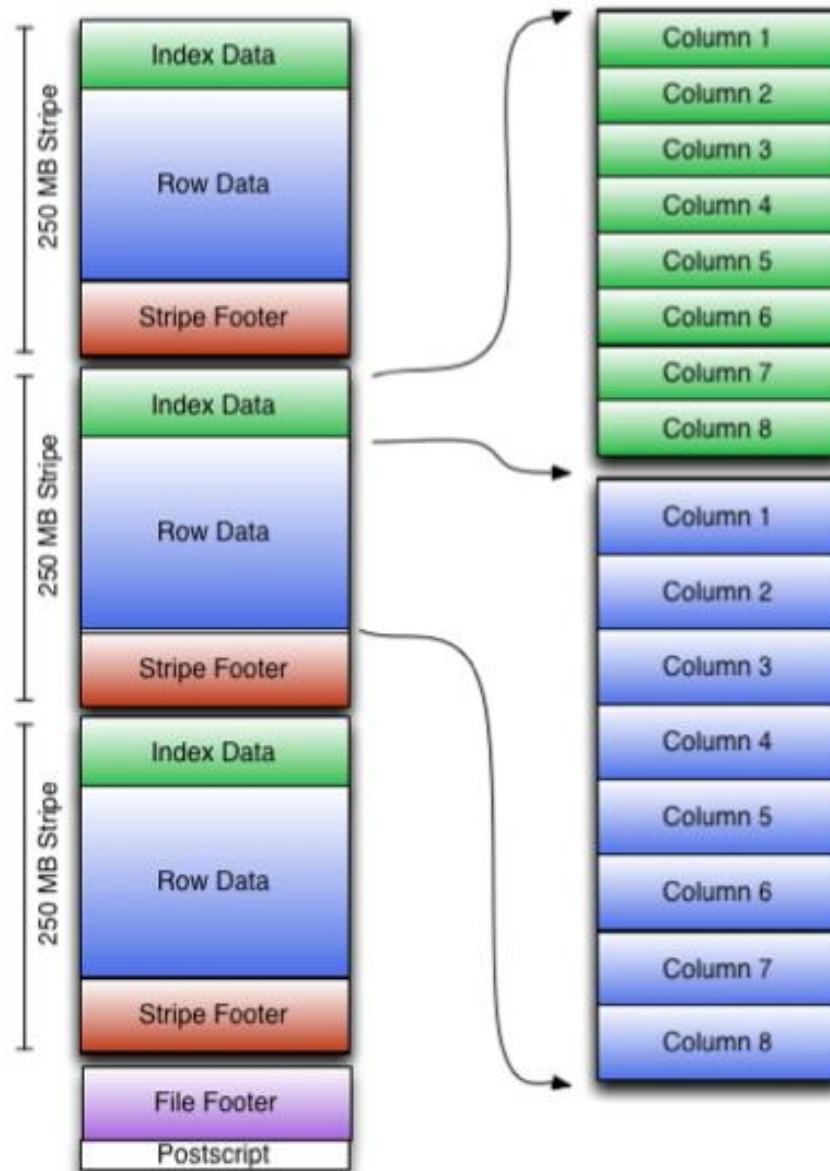 250 MB Stripe
Index Data
Row Data
Stripe Footer
250 MB Stripe
Index Data
Row Data
Stripe Footer
250 MB Stripe
Index Data
Row Data
Stripe Footer
File Footer
Postscript
Column 1
Column 2
Column 3
Column 4
Column 5
Column 6
Column 7
Column 8
Column 1
Column 2
Column 3
Column 4
Column 5
Column 6
Column 7
Column 8